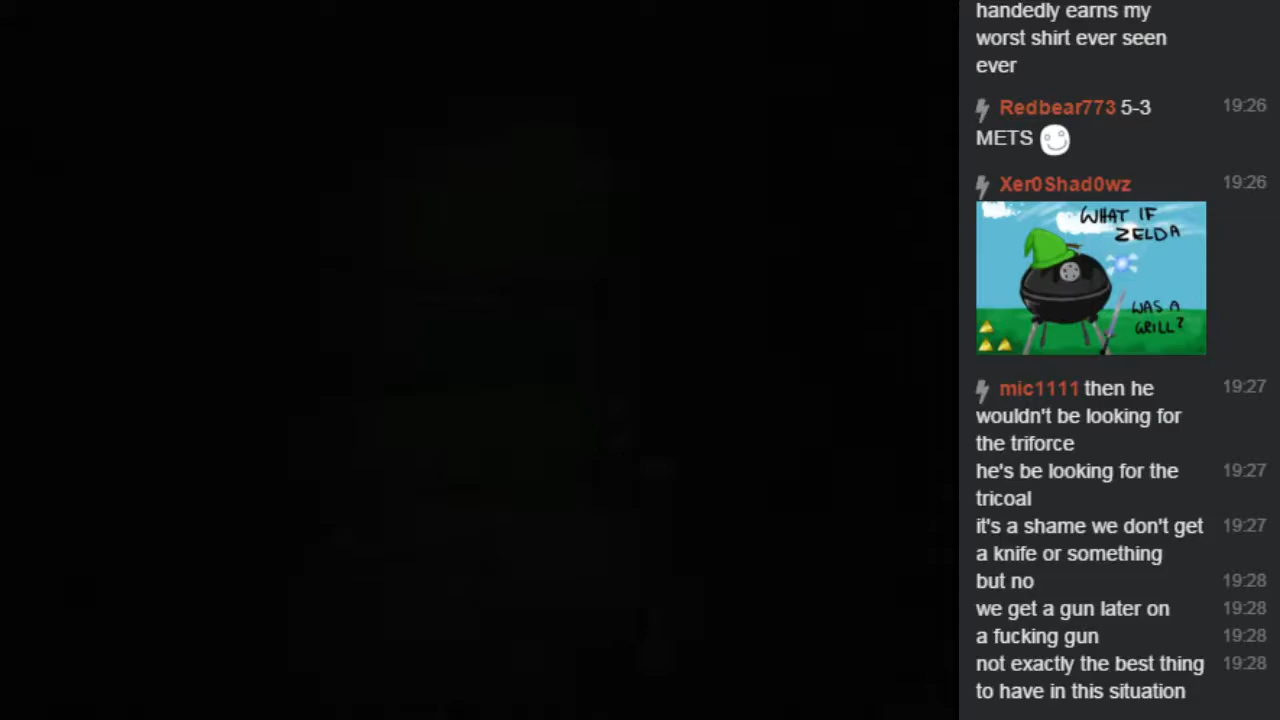 handedly earns my
worst shirt ever seen
ever
Redbear773 5-3 19:26
METS
Xer0Shad0wz 19:26
WHAT IF
ZELDA
WAS A
GRILL?
mic1111 then he 19:27
wouldn't be looking for
the triforce
he's be looking for the 19:27
tricoal
it's a shame we don't get 19:27
a knife or something
but no 19:28
we get a gun later on 19:28
a fucking gun 19:28
not exactly the best thing 19:28
to have in this situation